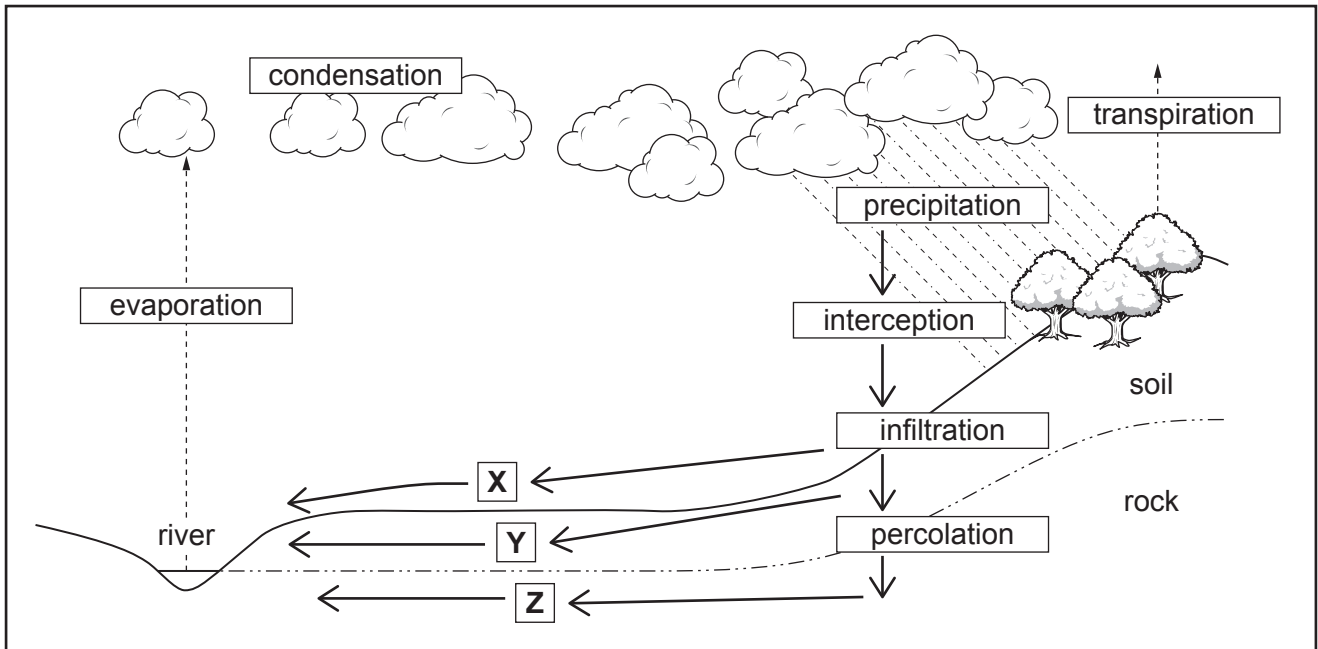 condensation
transpiration
precipitation
evaporation
interception
soil
infiltration
X
rock
river
Y
percolation
Z